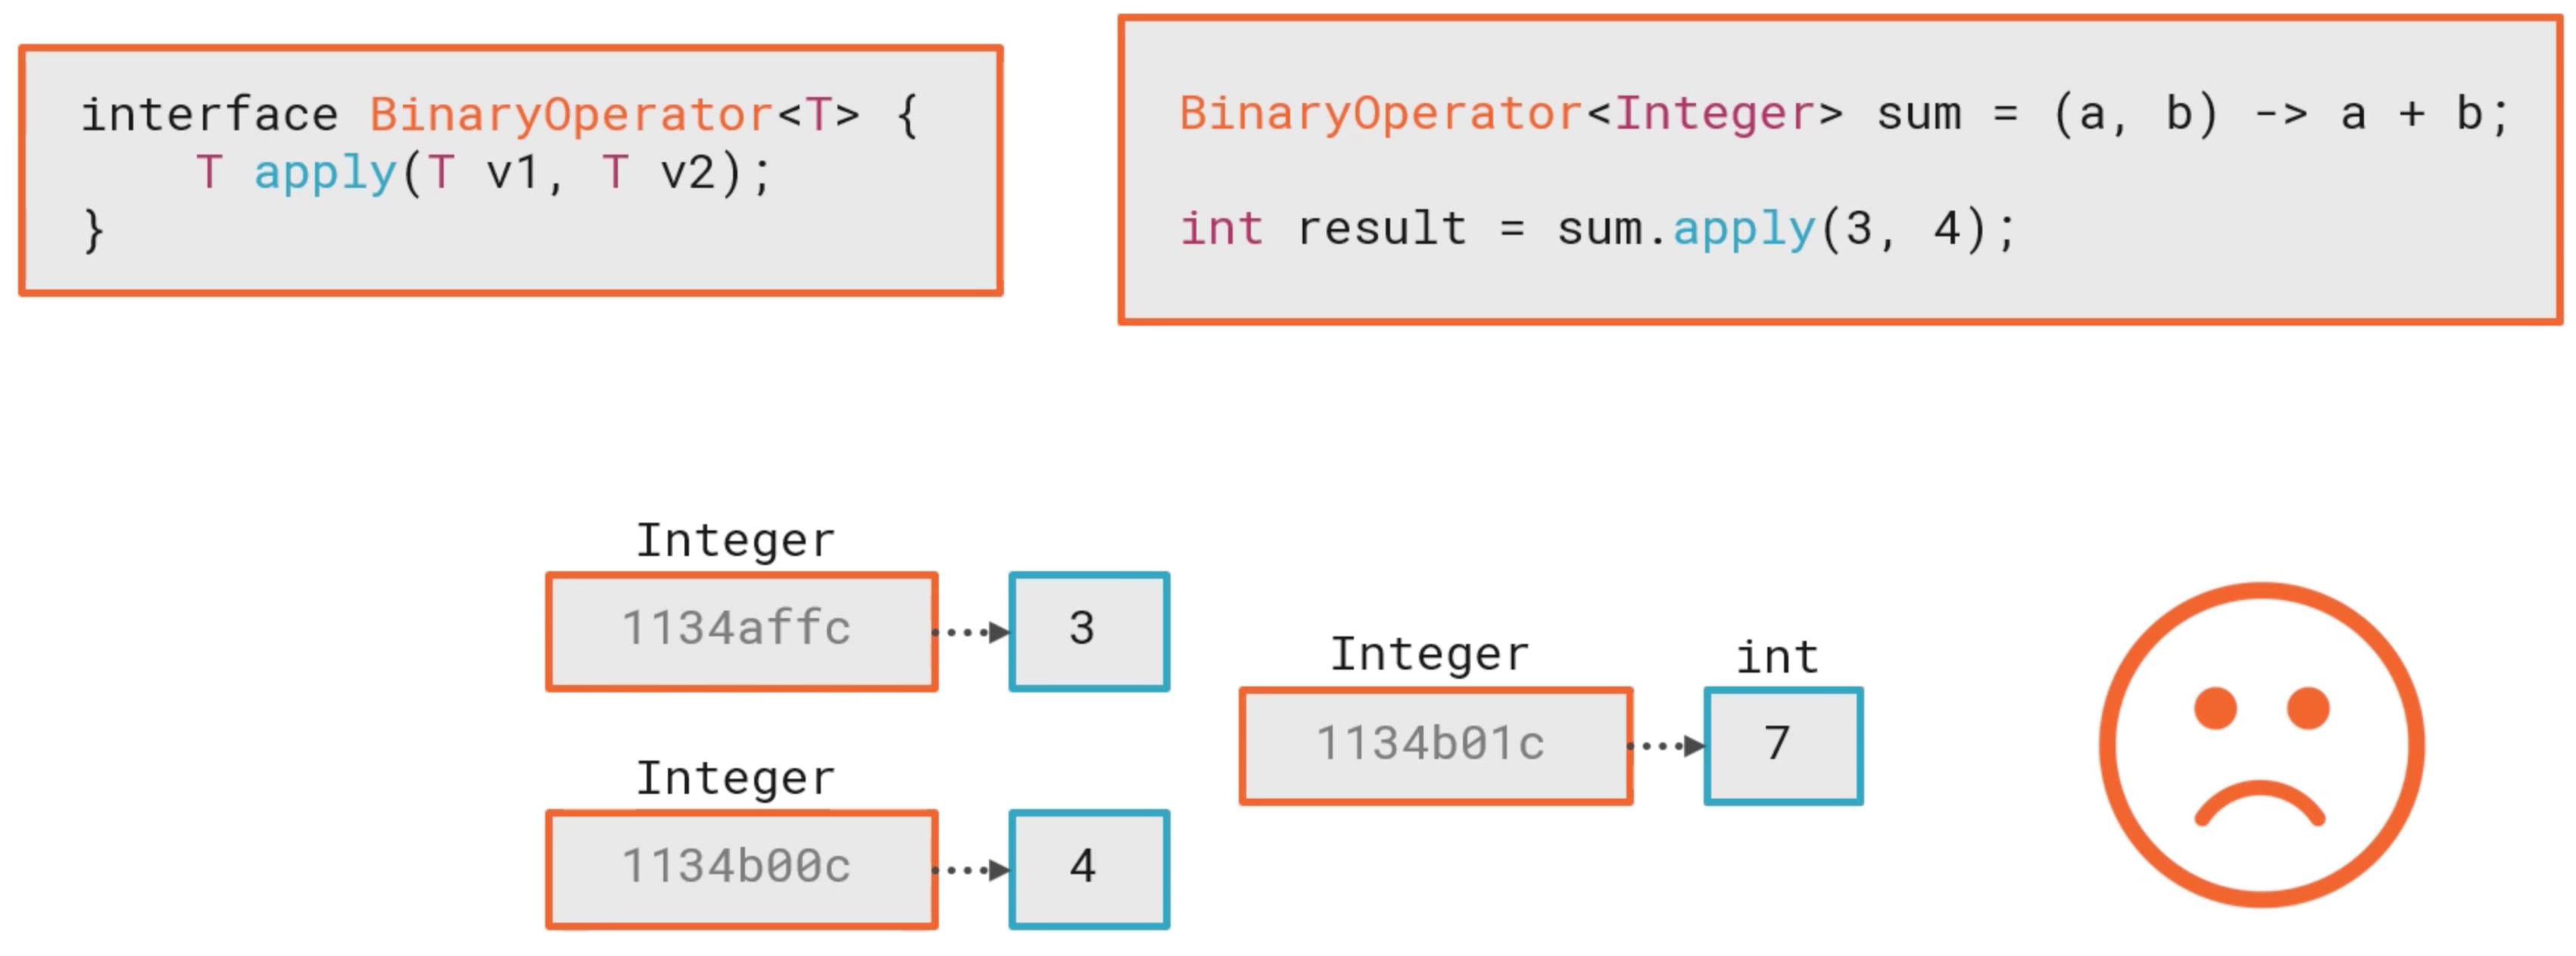 interface BinaryOperator<T> {
    T apply(T v1, T v2);
}
BinaryOperator<Integer> sum = (a, b) -> a + b;
int result = sum.apply(3, 4);
Integer
1134affc
3
Integer
1134b00c
4
Integer
1134b01c
int
7